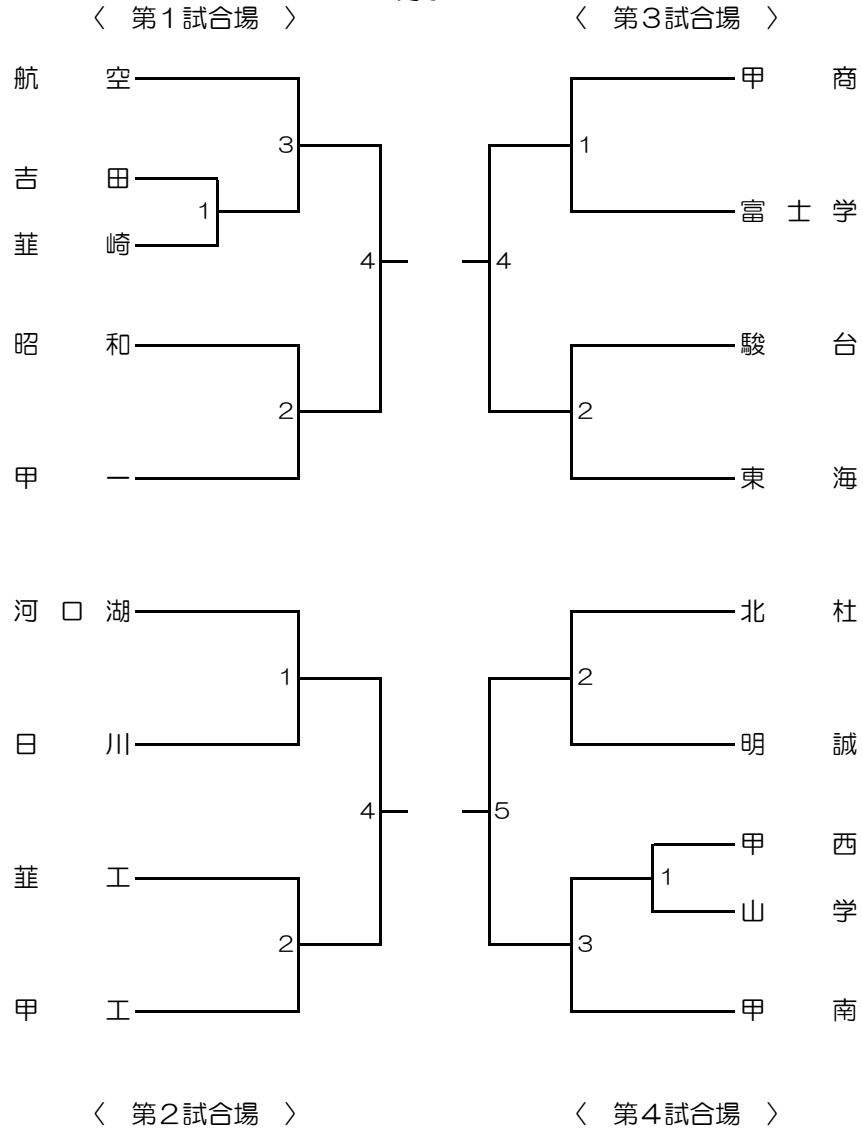 〈　第１試合場　〉
航　空
3
吉　田
1
韮　崎
4
昭　和
2
甲　一
〈　第３試合場　〉
甲　商
1
富　士　学
4
駿　台
2
東　海
河　口　湖
1
日　川
4
韮　工
2
甲　工
〈　第２試合場　〉
北　杜
2
明　誠
5
甲　西
1
山　学
3
甲　南
〈　第４試合場　〉